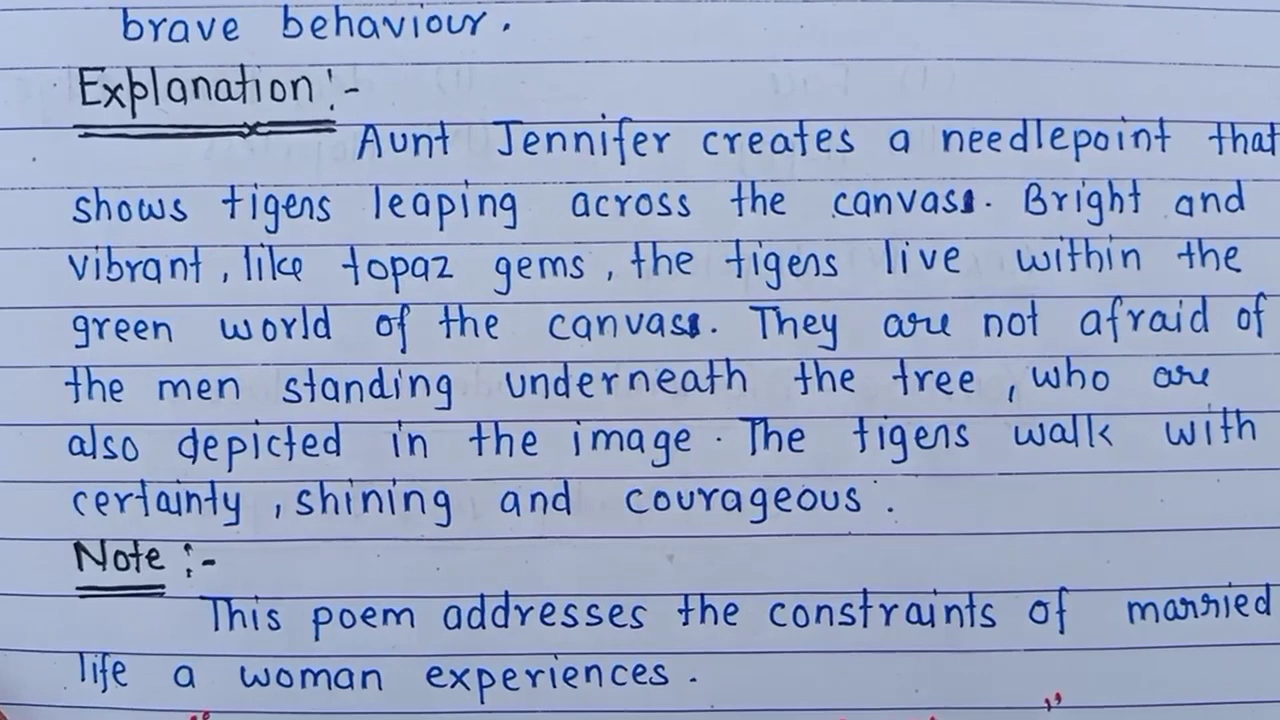 brave behaviour.
Explanation :-
Aunt Jennifer creates a needlepoint that
shows tigers leaping across the canvas. Bright and
vibrant, like topaz gems, the tigers live within the
green world of the canvas. They are not afraid of
the men standing underneath the tree, who are
also depicted in the image. The tigers walk with
certainty, shining and courageous.
Note :-
This poem addresses the constraints of married
life a woman experiences.